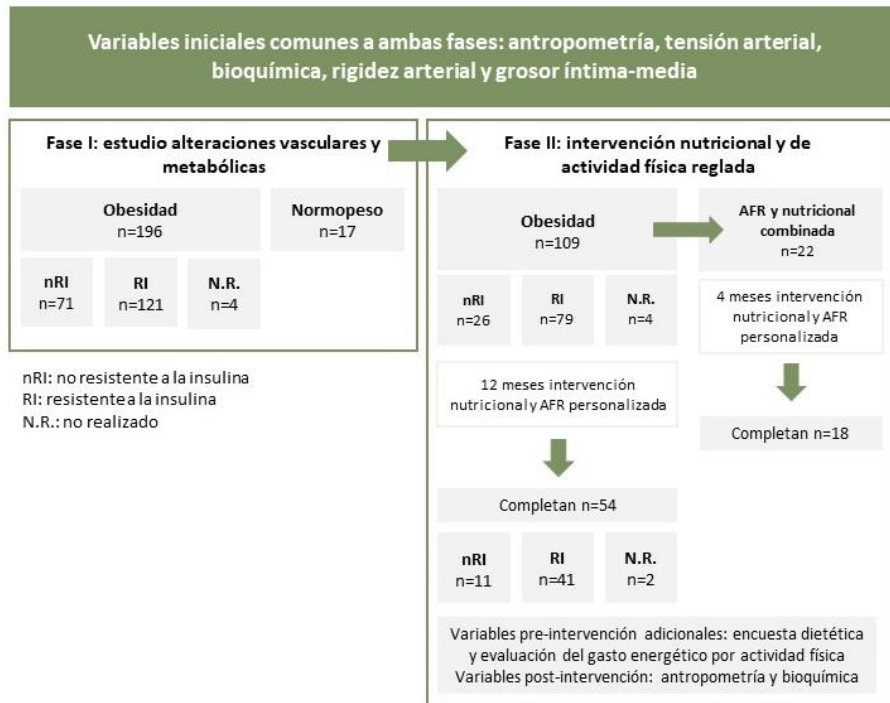 Variables iniciales comunes a ambas fases: antropometría, tensión arterial,
bioquímica, rigidez arterial y grosor íntima-media
Fase I: estudio alteraciones vasculares y
metabólicas
Obesidad
n=196
Normopeso
n=17
nRI
n=71
RI
n=121
N.R.
n=4
nRI: no resistente a la insulina
RI: resistente a la insulina
N.R.: no realizado
Fase II: intervención nutricional y de
actividad física reglada
Obesidad
n=109
AFR y nutricional
combinada
n=22
nRI
n=26
RI
n=79
N.R.
n=4
4 meses intervención
nutricional y AFR
personalizada
12 meses intervención
nutricional y AFR personalizada
Completan n=18
Completan n=54
nRI
n=11
RI
n=41
N.R.
n=2
Variables pre-intervención adicionales: encuesta dietética
y evaluación del gasto energético por actividad física
Variables post-intervención: antropometría y bioquímica